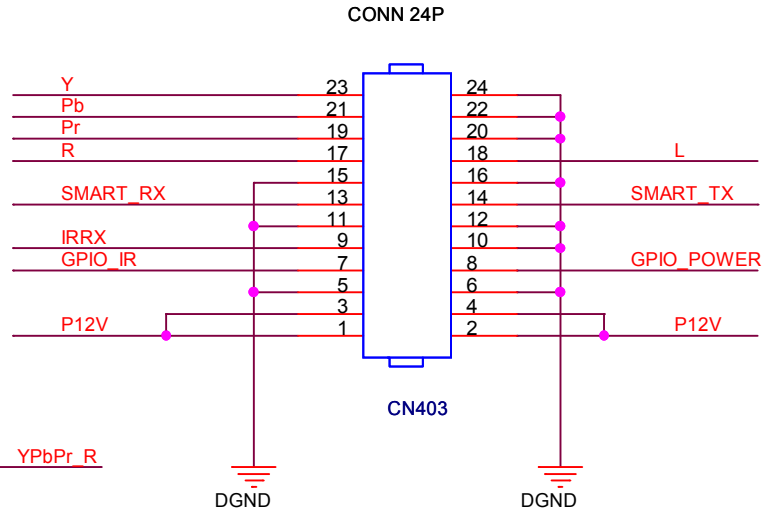 CONN 24P
Y 23 24
Pb 21 22
Pr 19 20
R 17 18 L
15 16
SMART_RX 13 14 SMART_TX
11 12
IRRX 9 10
GPIO_IR 7 8 GPIO_POWER
5 6
3 4
P12V 1 2 P12V
CN403
YPbPr_R
DGND DGND